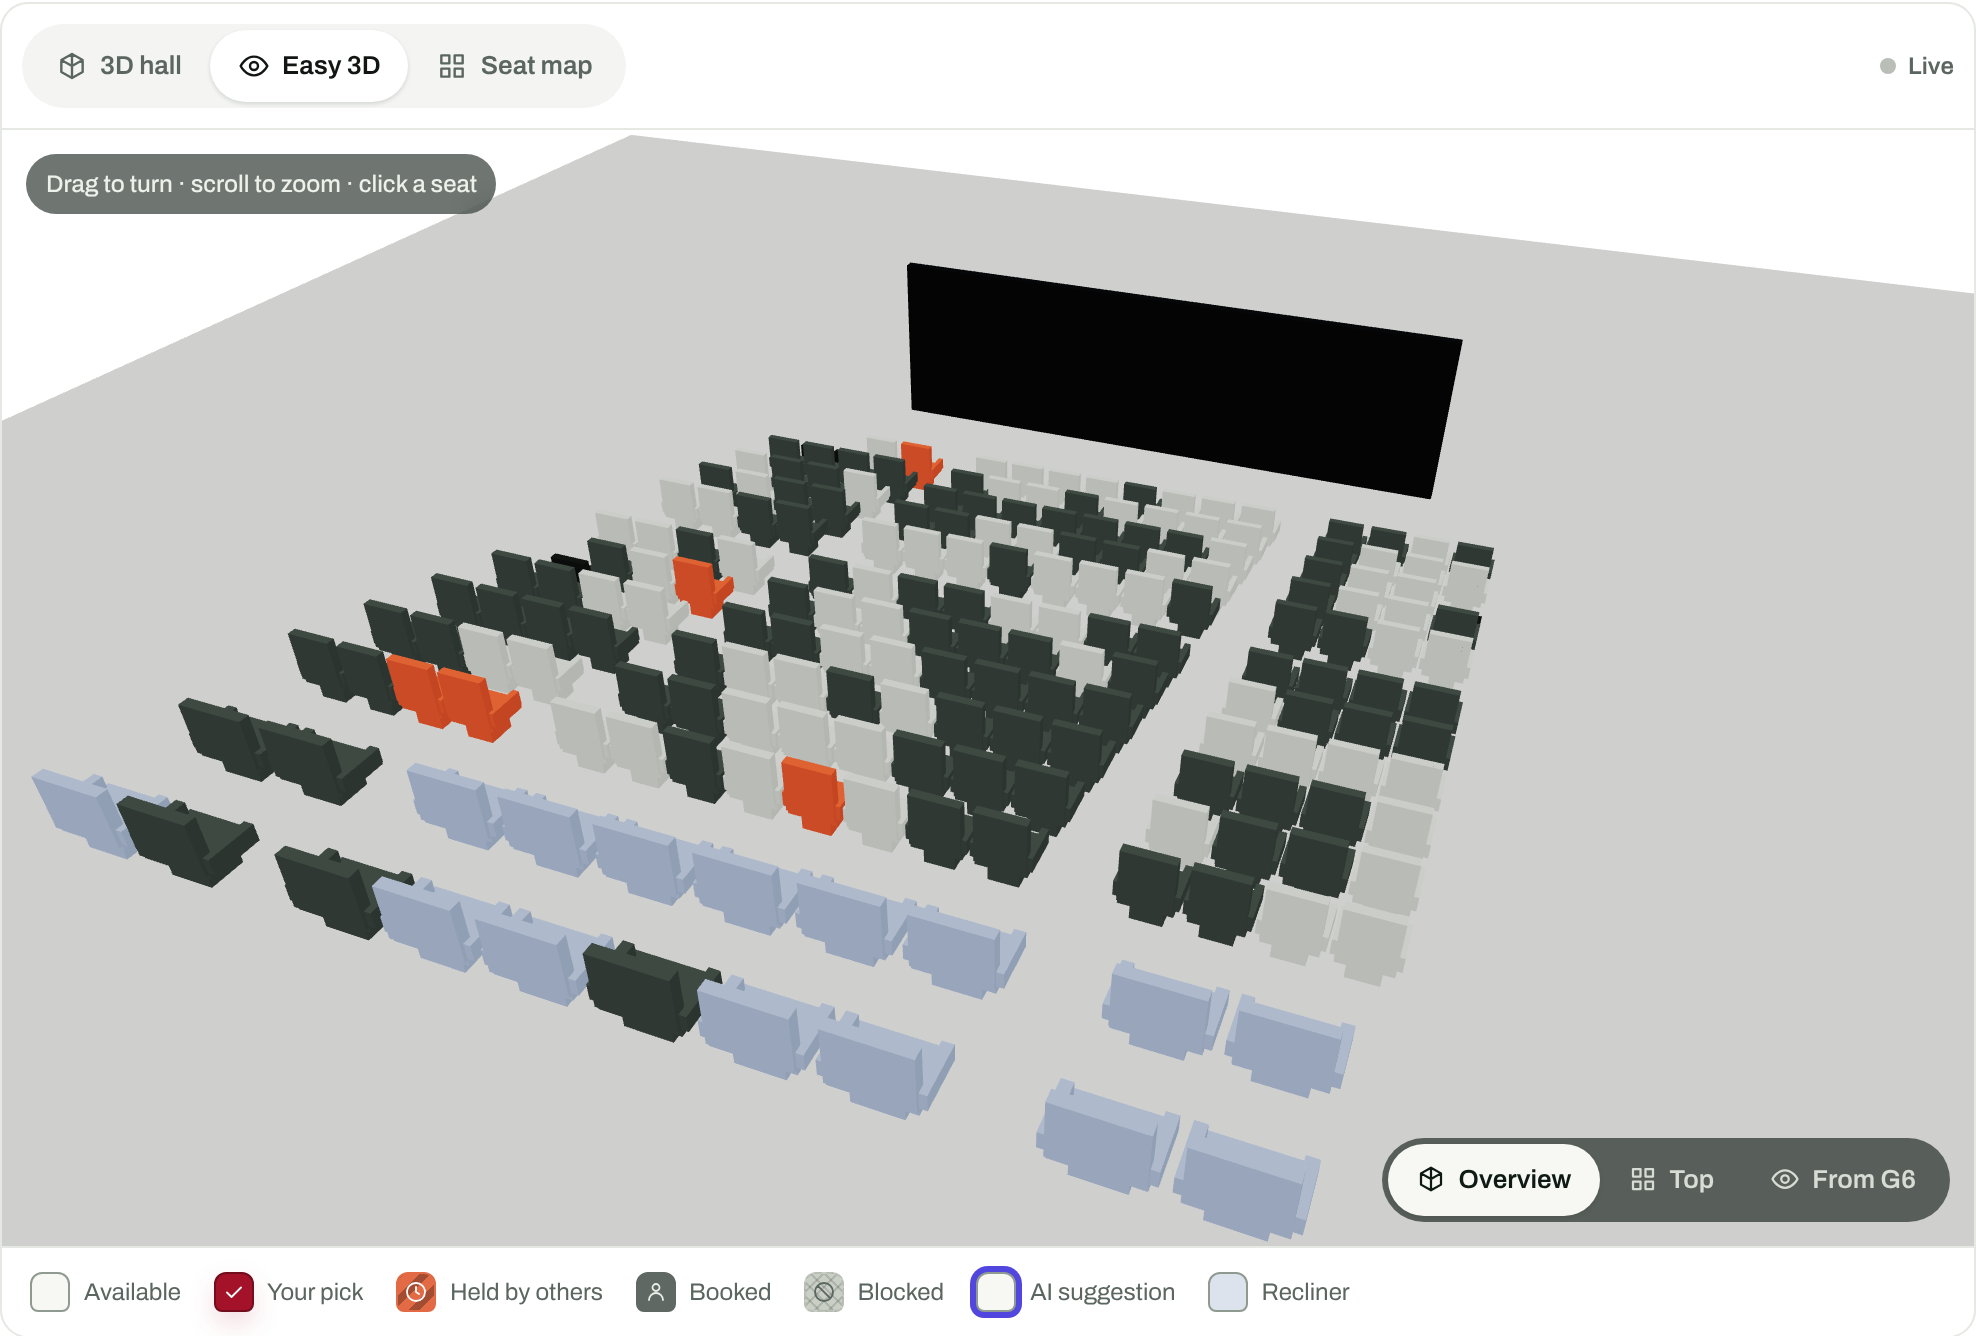 3D hall
Easy 3D
Seat map
Live
Drag to turn · scroll to zoom · click a seat
Overview
Top
From G6
Available
Your pick
Held by others
Booked
Blocked
AI suggestion
Recliner